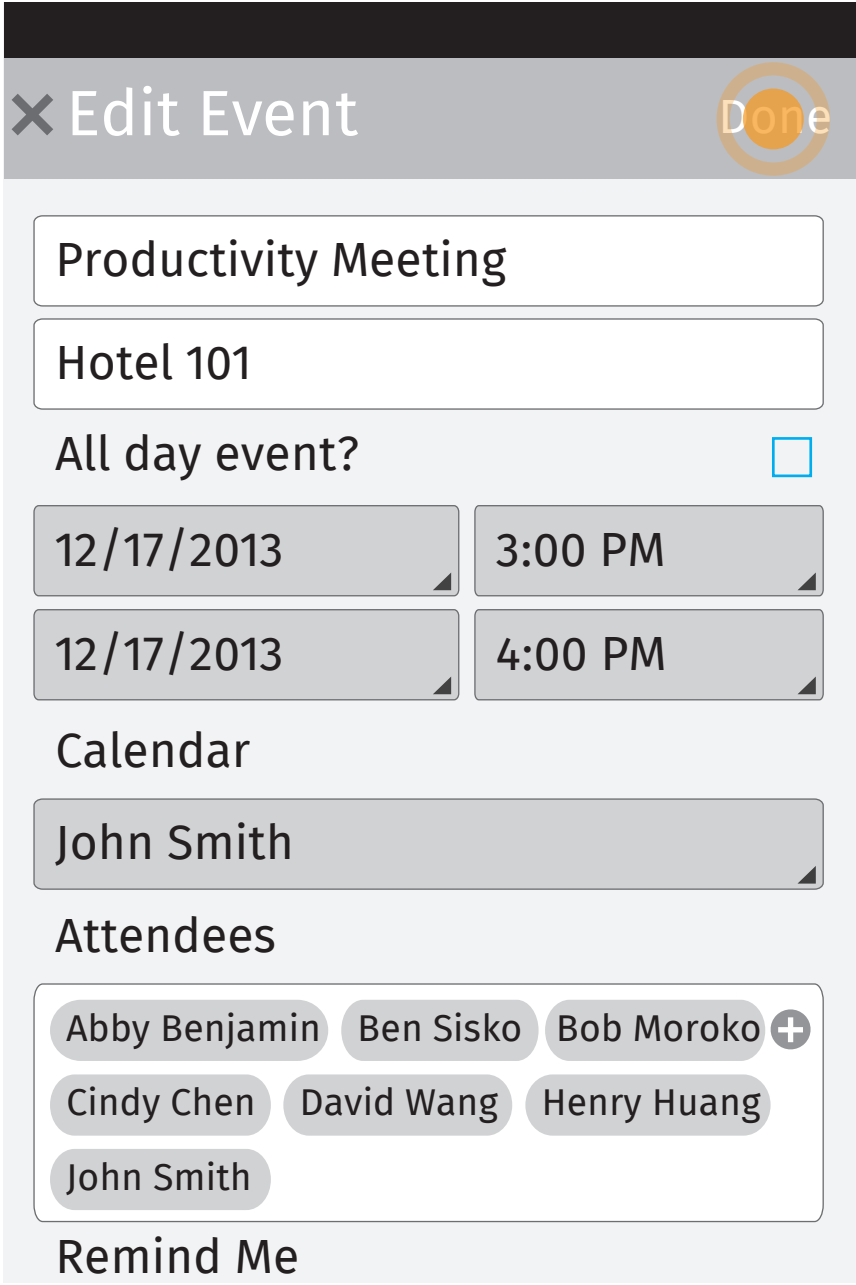 Edit Event Done
Productivity Meeting
Hotel 101
All day event?
12/17/2013 3:00 PM
12/17/2013 4:00 PM
Calendar
John Smith
Attendees
Abby Benjamin Ben Sisko Bob Moroko
Cindy Chen David Wang Henry Huang
John Smith
Remind Me